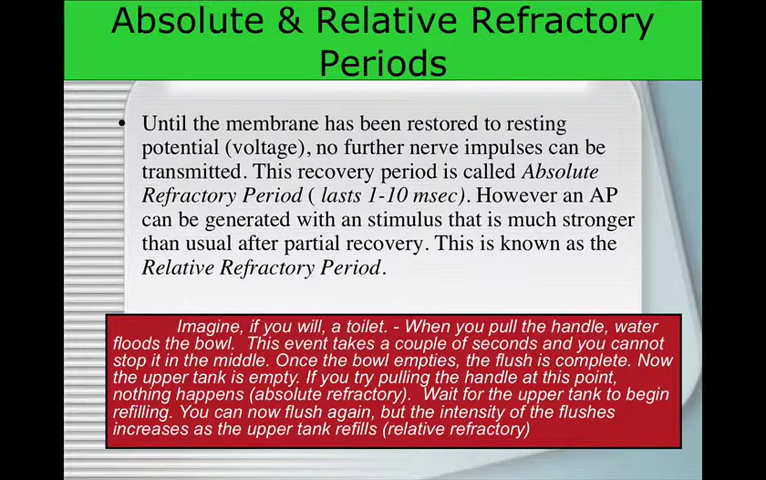 Absolute & Relative Refractory
Periods
• Until the membrane has been restored to resting
potential (voltage), no further nerve impulses can be
transmitted. This recovery period is called Absolute
Refractory Period ( lasts 1-10 msec). However an AP
can be generated with an stimulus that is much stronger
than usual after partial recovery. This is known as the
Relative Refractory Period.
Imagine, if you will, a toilet. - When you pull the handle, water
floods the bowl. This event takes a couple of seconds and you cannot
stop it in the middle. Once the bowl empties, the flush is complete. Now
the upper tank is empty. If you try pulling the handle at this point,
nothing happens (absolute refractory). Wait for the upper tank to begin
refilling. You can now flush again, but the intensity of the flushes
increases as the upper tank refills (relative refractory)